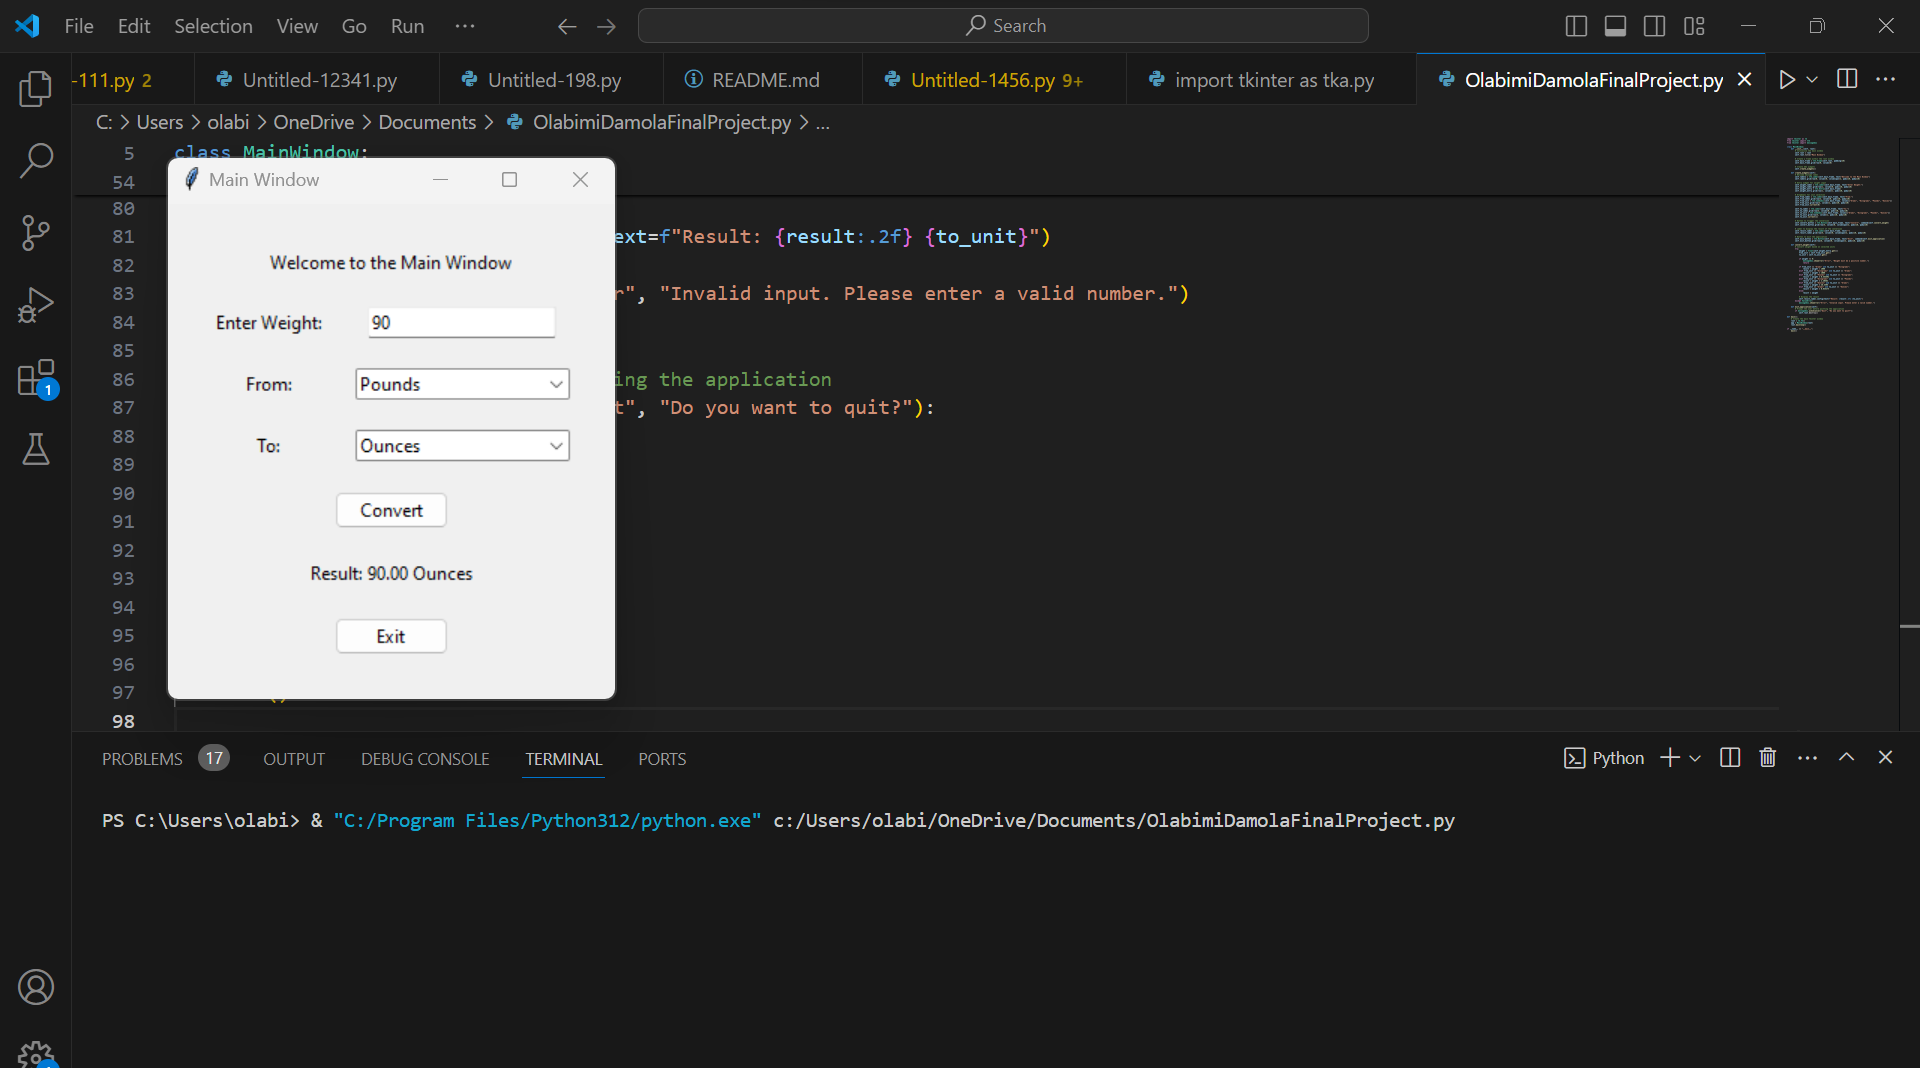 File Edit Selection View Go Run ··· Search
-111.py 2 Untitled-12341.py Untitled-198.py README.md Untitled-1456.py 9+ import tkinter as tka.py OlabimiDamolaFinalProject.py
C: > Users > olabi > OneDrive > Documents > OlabimiDamolaFinalProject.py > ...
5 class MainWindow:
54
80
81 ext=f"Result: {result:.2f} {to_unit}")
82
83 r", "Invalid input. Please enter a valid number.")
84
85
86 ing the application
87 t", "Do you want to quit?"):
88
89
90
91
92
93
94
95
96
97 ()
98
Main Window
Welcome to the Main Window
Enter Weight: 90
From: Pounds
To: Ounces
Convert
Result: 90.00 Ounces
Exit
1
PROBLEMS 17 OUTPUT DEBUG CONSOLE TERMINAL PORTS Python
PS C:\Users\olabi> & "C:/Program Files/Python312/python.exe" c:/Users/olabi/OneDrive/Documents/OlabimiDamolaFinalProject.py